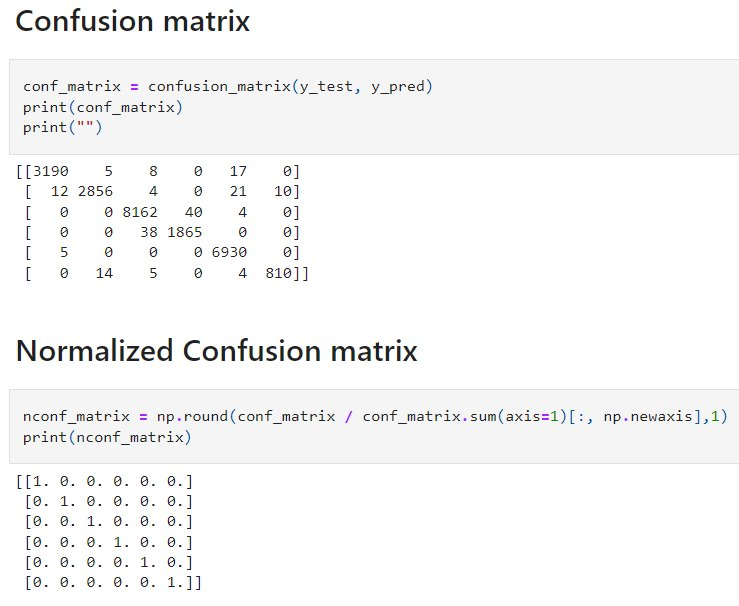 Confusion matrix
conf_matrix = confusion_matrix(y_test, y_pred)
print(conf_matrix)
print("")
[[3190    5    8    0   17    0]
 [  12 2856    4    0   21   10]
 [   0    0 8162   40    4    0]
 [   0    0   38 1865    0    0]
 [   5    0    0    0 6930    0]
 [   0   14    5    0    4  810]]
Normalized Confusion matrix
nconf_matrix = np.round(conf_matrix / conf_matrix.sum(axis=1)[:, np.newaxis],1)
print(nconf_matrix)
[[1. 0. 0. 0. 0. 0.]
 [0. 1. 0. 0. 0. 0.]
 [0. 0. 1. 0. 0. 0.]
 [0. 0. 0. 1. 0. 0.]
 [0. 0. 0. 0. 1. 0.]
 [0. 0. 0. 0. 0. 1.]]